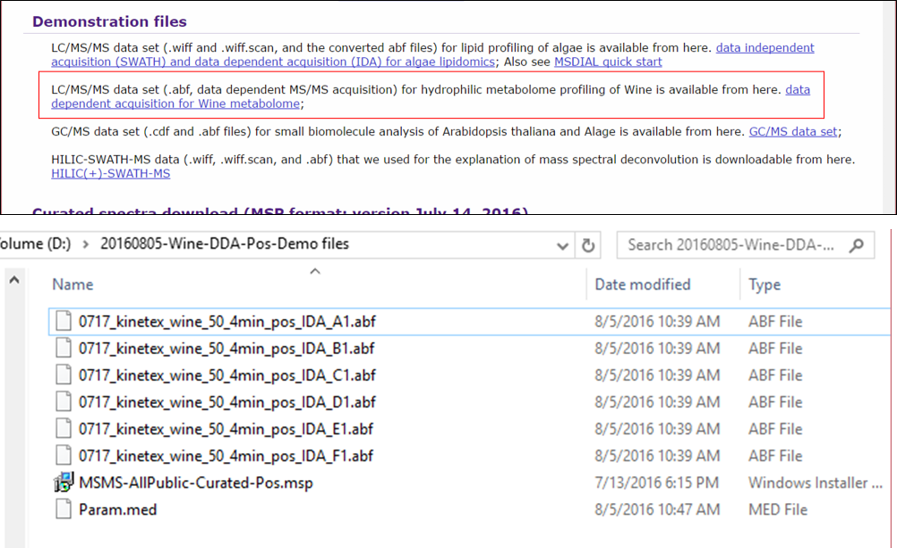 Demonstration files
LC/MS/MS data set (.wiff and .wiff.scan, and the converted abf files) for lipid profiling of algae is available from here. data independent
acquisition (SWATH) and data dependent acquisition (IDA) for algae lipidomics; Also see MSDIAL quick start
LC/MS/MS data set (.abf, data dependent MS/MS acquisition) for hydrophilic metabolome profiling of Wine is available from here. data
dependent acquisition for Wine metabolome;
GC/MS data set (.cdf and .abf files) for small biomolecule analysis of Arabidopsis thaliana and Alage is available from here. GC/MS data set;
HILIC-SWATH-MS data (.wiff, .wiff.scan, and .abf) that we used for the explanation of mass spectral deconvolution is downloadable from here.
HILIC(+)-SWATH-MS
Curated spectra download (MSP format: version July 14, 2016)
olume (D:) > 20160805-Wine-DDA-Pos-Demo files Search 20160805-Wine-DDA-...
Name Date modified Type
0717_kinetex_wine_50_4min_pos_IDA_A1.abf 8/5/2016 10:39 AM ABF File
0717_kinetex_wine_50_4min_pos_IDA_B1.abf 8/5/2016 10:39 AM ABF File
0717_kinetex_wine_50_4min_pos_IDA_C1.abf 8/5/2016 10:39 AM ABF File
0717_kinetex_wine_50_4min_pos_IDA_D1.abf 8/5/2016 10:39 AM ABF File
0717_kinetex_wine_50_4min_pos_IDA_E1.abf 8/5/2016 10:39 AM ABF File
0717_kinetex_wine_50_4min_pos_IDA_F1.abf 8/5/2016 10:39 AM ABF File
MSMS-AllPublic-Curated-Pos.msp 7/13/2016 6:15 PM Windows Installer ...
Param.med 8/5/2016 10:47 AM MED File